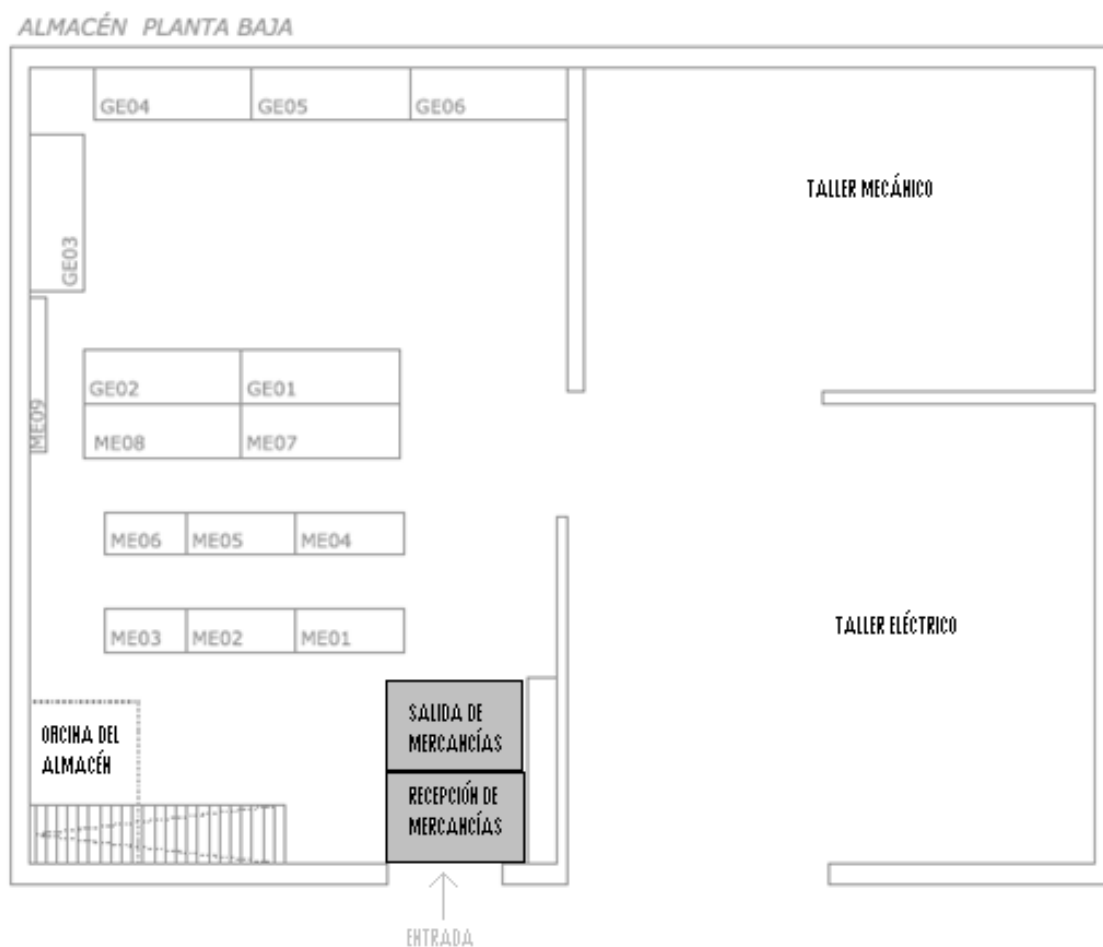 ALMACÉN PLANTA BAJA
GE04
GE05
GE06
TALLER MECÁNICO
GE03
GE02
GE01
ME09
ME08
ME07
ME06
ME05
ME04
TALLER ELÉCTRICO
ME03
ME02
ME01
SALIDA DE
MERCANCÍAS
OFICINA DEL
ALMACÉN
RECEPCIÓN DE
MERCANCÍAS
ENTRADA